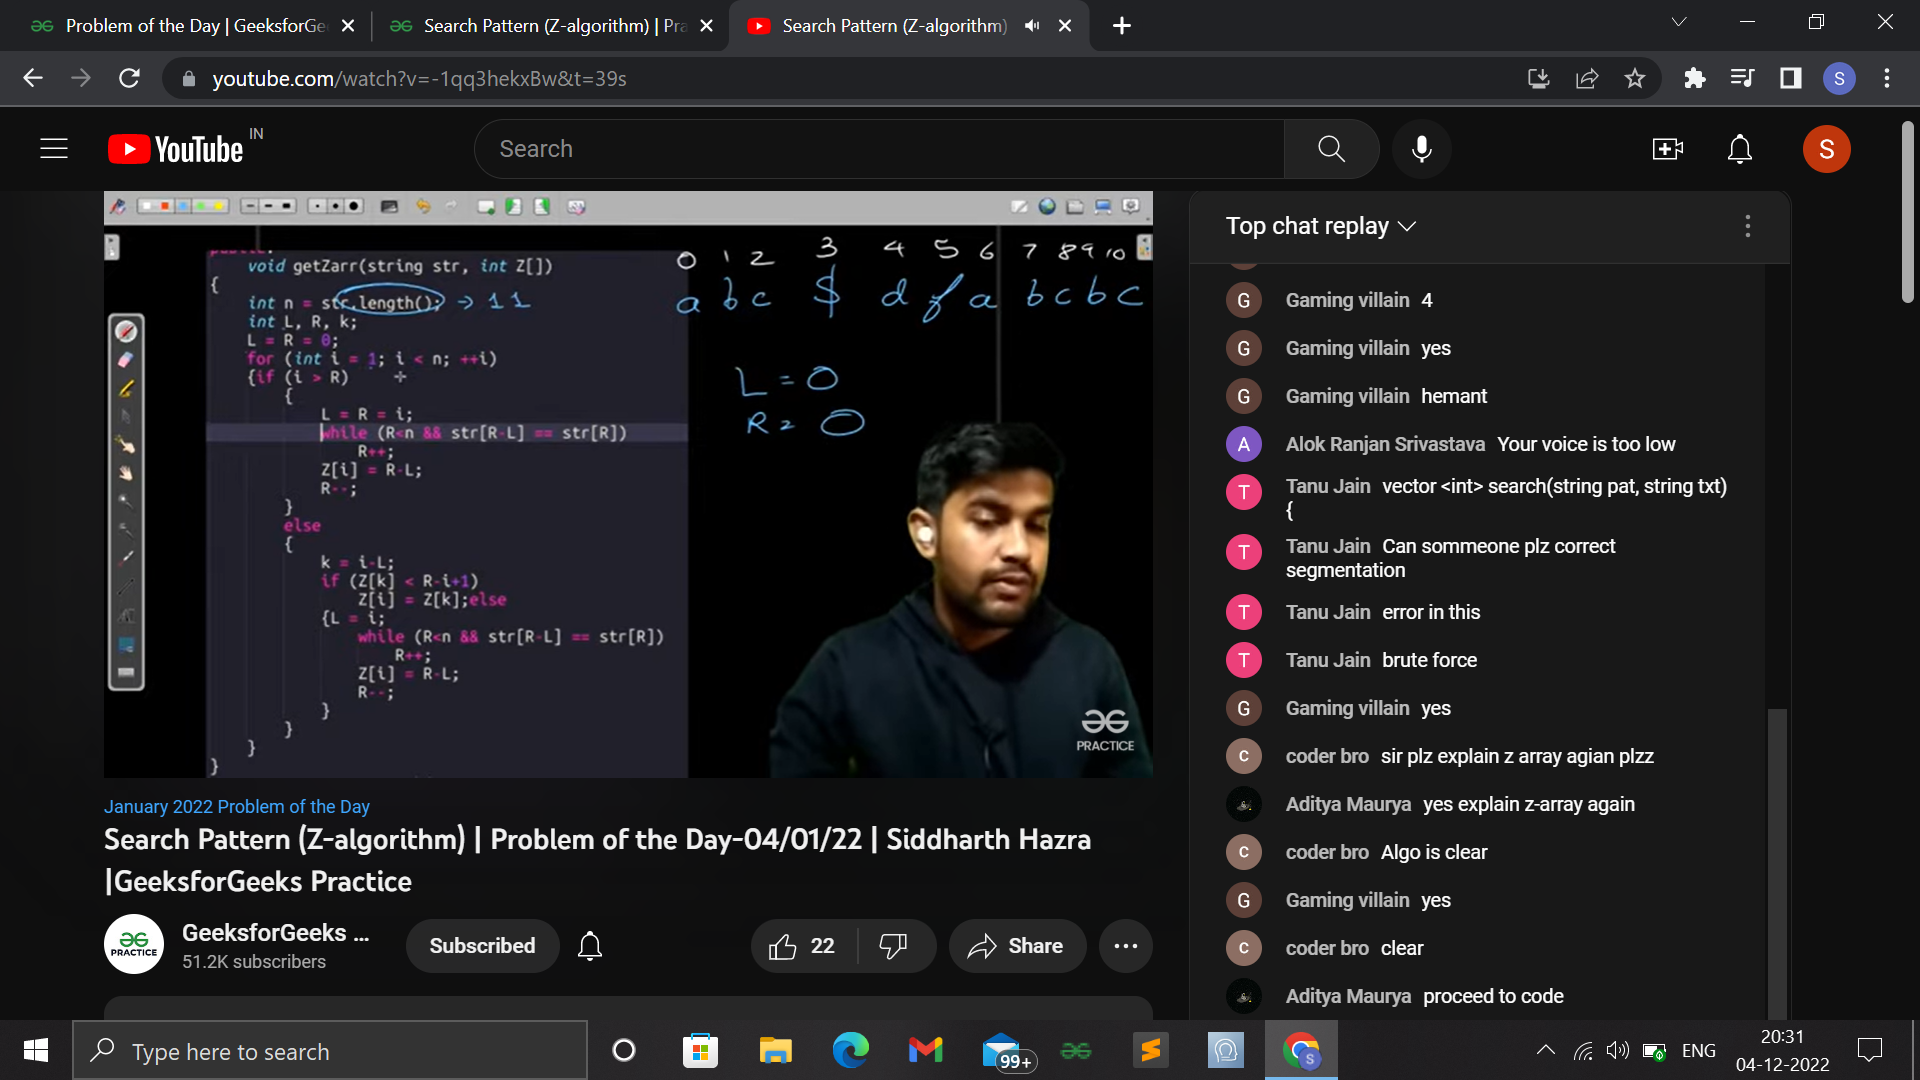 Problem of the Day | GeeksforGe
Search Pattern (Z-algorithm) | Pra
Search Pattern (Z-algorithm)
youtube.com/watch?v=-1qq3hekxBw&t=39s
S
YouTube IN
Search
S
void getZarr(string str, int Z[])
{
int n = str.length(); → 11
int L, R, k;
L = R = 0;
for (int i = 1; i < n; ++i)
{if (i > R)
{
L = R = i;
while (R<n && str[R-L] == str[R])
R++;
Z[i] = R-L;
R--;
}
else
{
k = i-L;
if (Z[k] < R-i+1)
Z[i] = Z[k];else
{L = i;
while (R<n && str[R-L] == str[R])
R++;
Z[i] = R-L;
R--;
}
}
}
}
0 1 2 3 4 5 6 7 8 9 10
a b c $ d f a b c b c
L = 0
R = 0
PRACTICE
January 2022 Problem of the Day
Search Pattern (Z-algorithm) | Problem of the Day-04/01/22 | Siddharth Hazra
|GeeksforGeeks Practice
PRACTICE
GeeksforGeeks ...
51.2K subscribers
Subscribed
22
Share
Top chat replay
G Gaming villain 4
G Gaming villain yes
G Gaming villain hemant
A Alok Ranjan Srivastava Your voice is too low
T Tanu Jain vector <int> search(string pat, string txt)
{
T Tanu Jain Can sommeone plz correct
segmentation
T Tanu Jain error in this
T Tanu Jain brute force
G Gaming villain yes
c coder bro sir plz explain z array agian plzz
Aditya Maurya yes explain z-array again
c coder bro Algo is clear
G Gaming villain yes
c coder bro clear
Aditya Maurya proceed to code
Type here to search
99+
S
ENG
20:31
04-12-2022